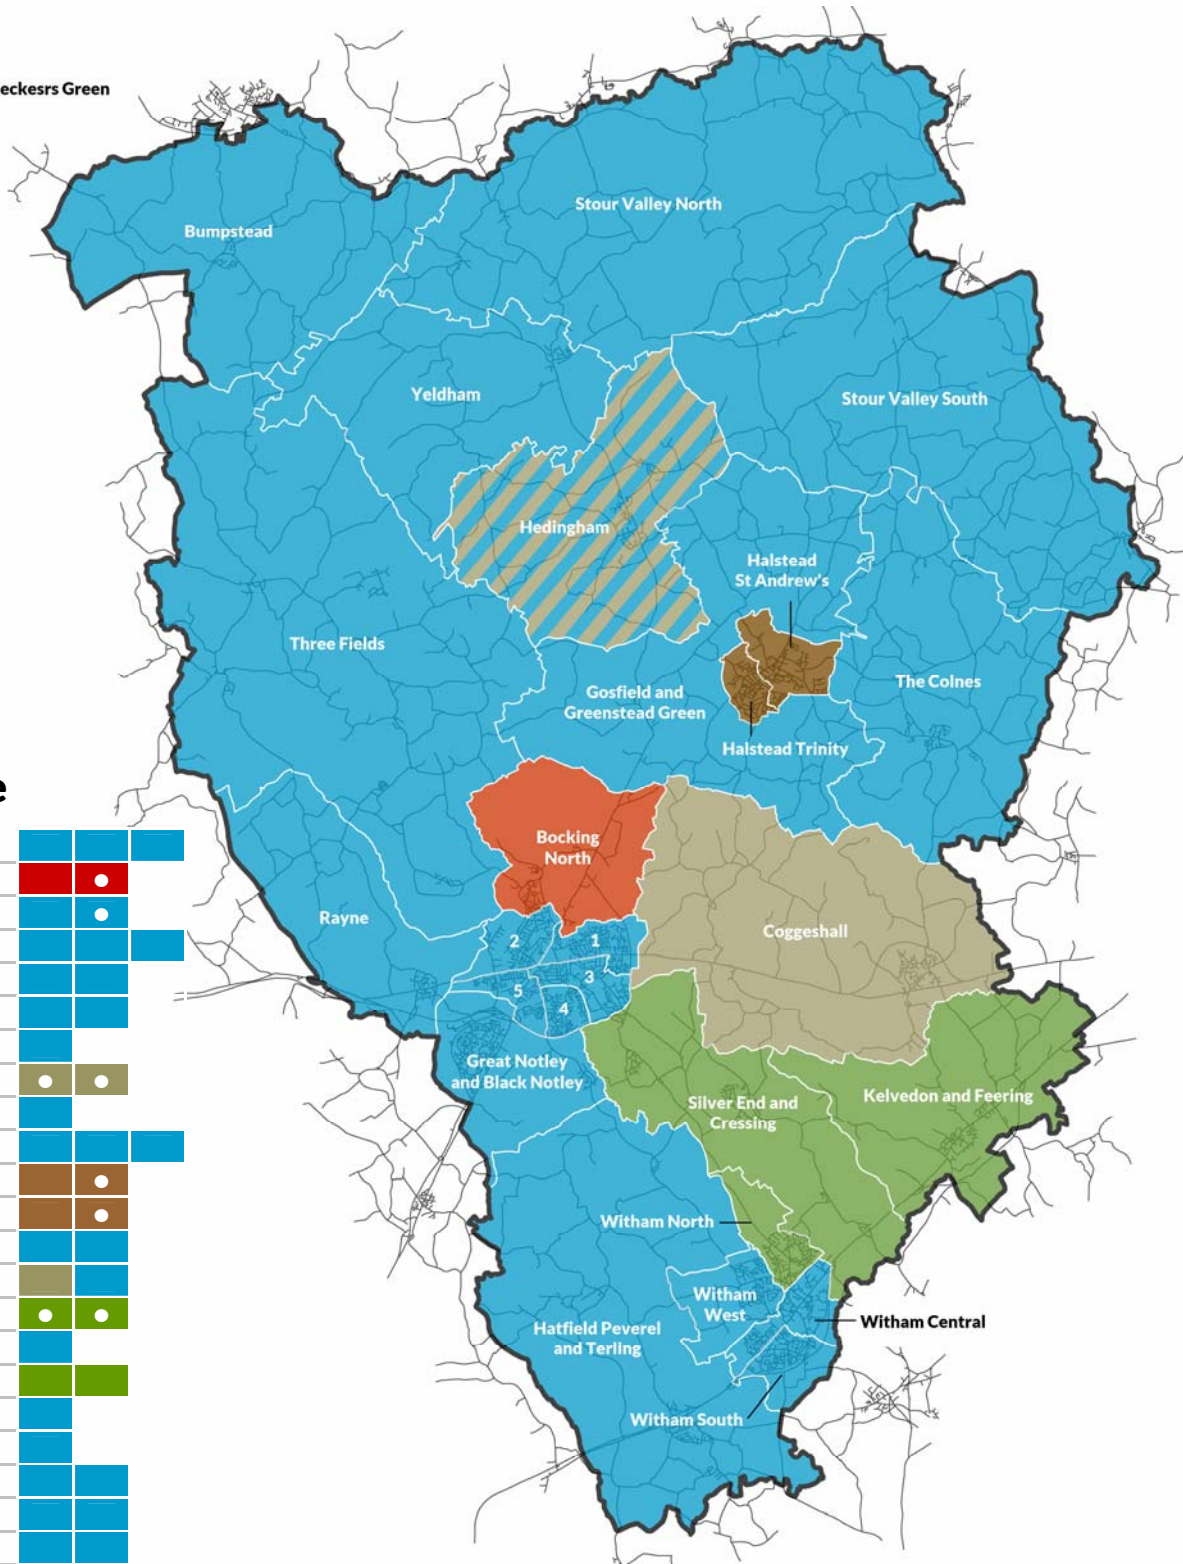 eckesrs Green
Stour Valley North
Bumpstead
Yeldham
Stour Valley South
Hedingham
Halstead
St Andrew's
Three Fields
The Colnes
Gosfield and
Greenstead Green
Halstead Trinity
e
Bocking
North
Rayne
Coggeshall
2
1
3
5
4
Great Notley
and Black Notley
Kelvedon and Feering
Silver End and
Cressing
Witham North
Witham
West
Witham Central
Hatfield Peverel
and Terling
Witham South